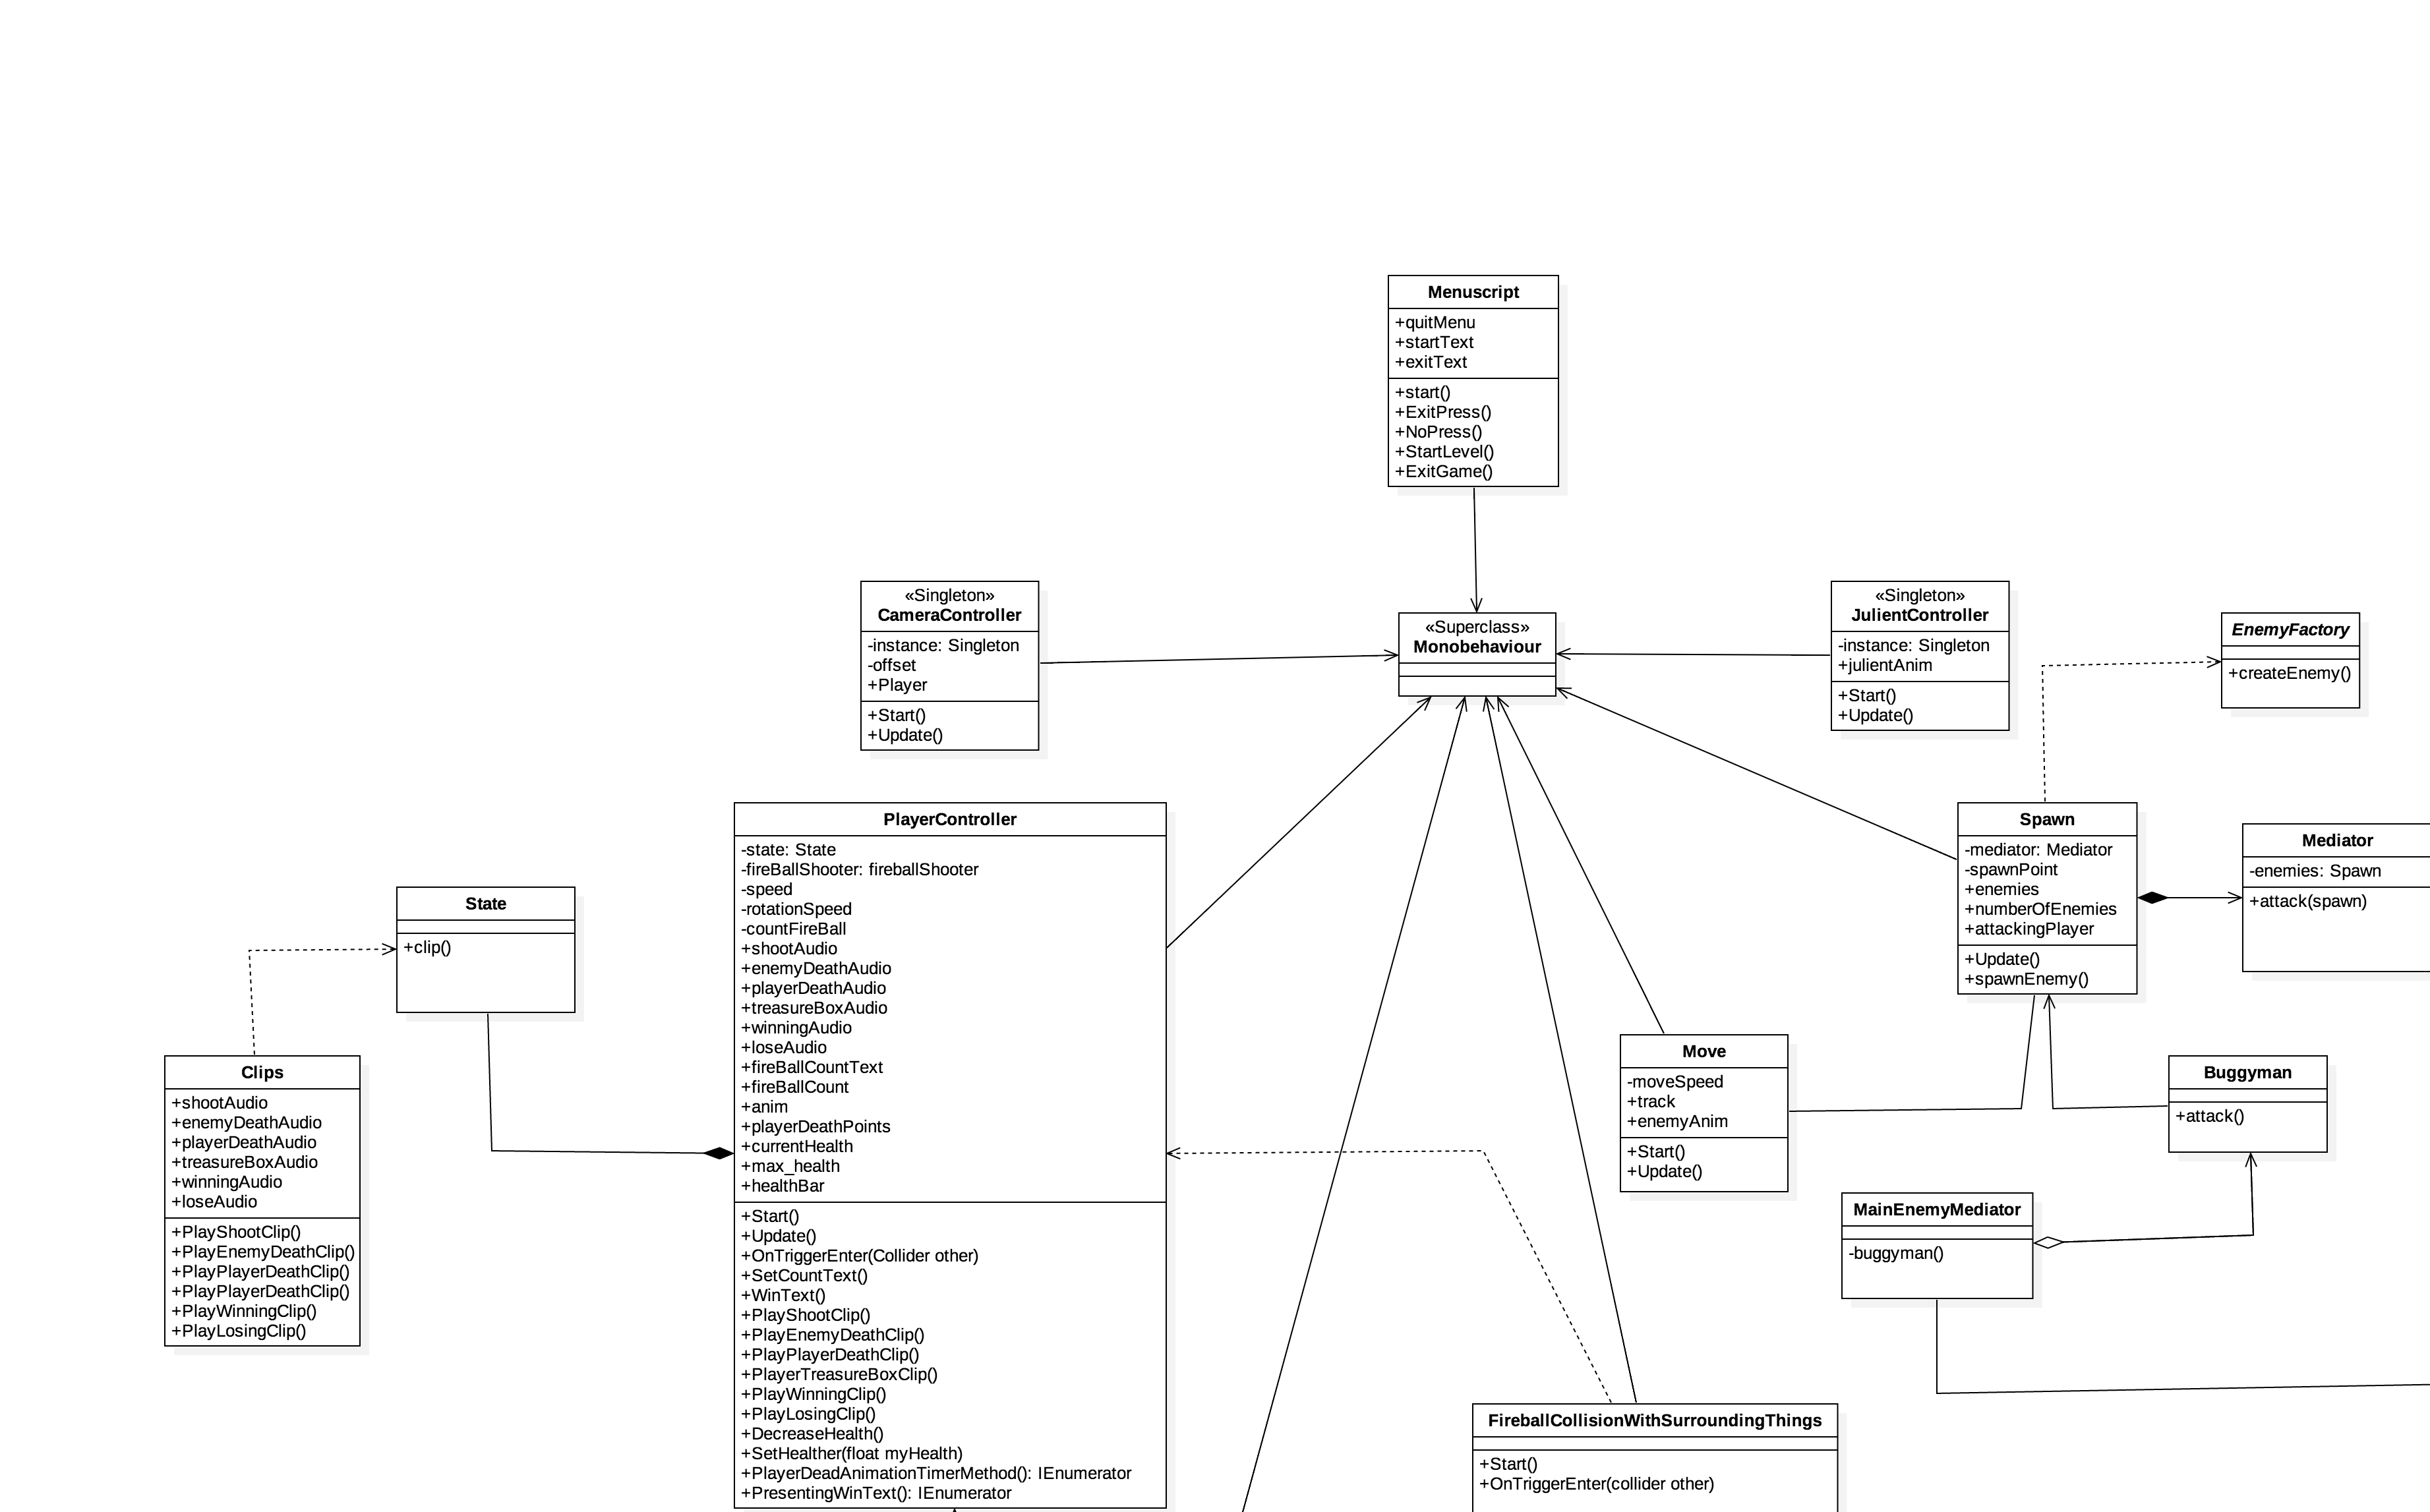 Menuscript
+quitMenu
+startText
+exitText
+start()
+ExitPress()
+NoPress()
+StartLevel()
+ExitGame()
«Singleton»
CameraController
-instance: Singleton
-offset
+Player
+Start()
+Update()
«Superclass»
Monobehaviour
«Singleton»
JulientController
-instance: Singleton
+julientAnim
+Start()
+Update()
EnemyFactory
+createEnemy()
PlayerController
-state: State
-fireBallShooter: fireballShooter
-speed
-rotationSpeed
-countFireBall
+shootAudio
+enemyDeathAudio
+playerDeathAudio
+treasureBoxAudio
+winningAudio
+loseAudio
+fireBallCountText
+fireBallCount
+anim
+playerDeathPoints
+currentHealth
+max_health
+healthBar
+Start()
+Update()
+OnTriggerEnter(Collider other)
+SetCountText()
+WinText()
+PlayShootClip()
+PlayEnemyDeathClip()
+PlayPlayerDeathClip()
+PlayerTreasureBoxClip()
+PlayWinningClip()
+PlayLosingClip()
+DecreaseHealth()
+SetHealther(float myHealth)
+PlayerDeadAnimationTimerMethod(): IEnumerator
+PresentingWinText(): IEnumerator
Spawn
-mediator: Mediator
-spawnPoint
+enemies
+numberOfEnemies
+attackingPlayer
+Update()
+spawnEnemy()
Mediator
-enemies: Spawn
+attack(spawn)
State
+clip()
Move
-moveSpeed
+track
+enemyAnim
+Start()
+Update()
Clips
+shootAudio
+enemyDeathAudio
+playerDeathAudio
+treasureBoxAudio
+winningAudio
+loseAudio
+PlayShootClip()
+PlayEnemyDeathClip()
+PlayPlayerDeathClip()
+PlayPlayerDeathClip()
+PlayWinningClip()
+PlayLosingClip()
Buggyman
+attack()
MainEnemyMediator
-buggyman()
FireballCollisionWithSurroundingThings
+Start()
+OnTriggerEnter(collider other)